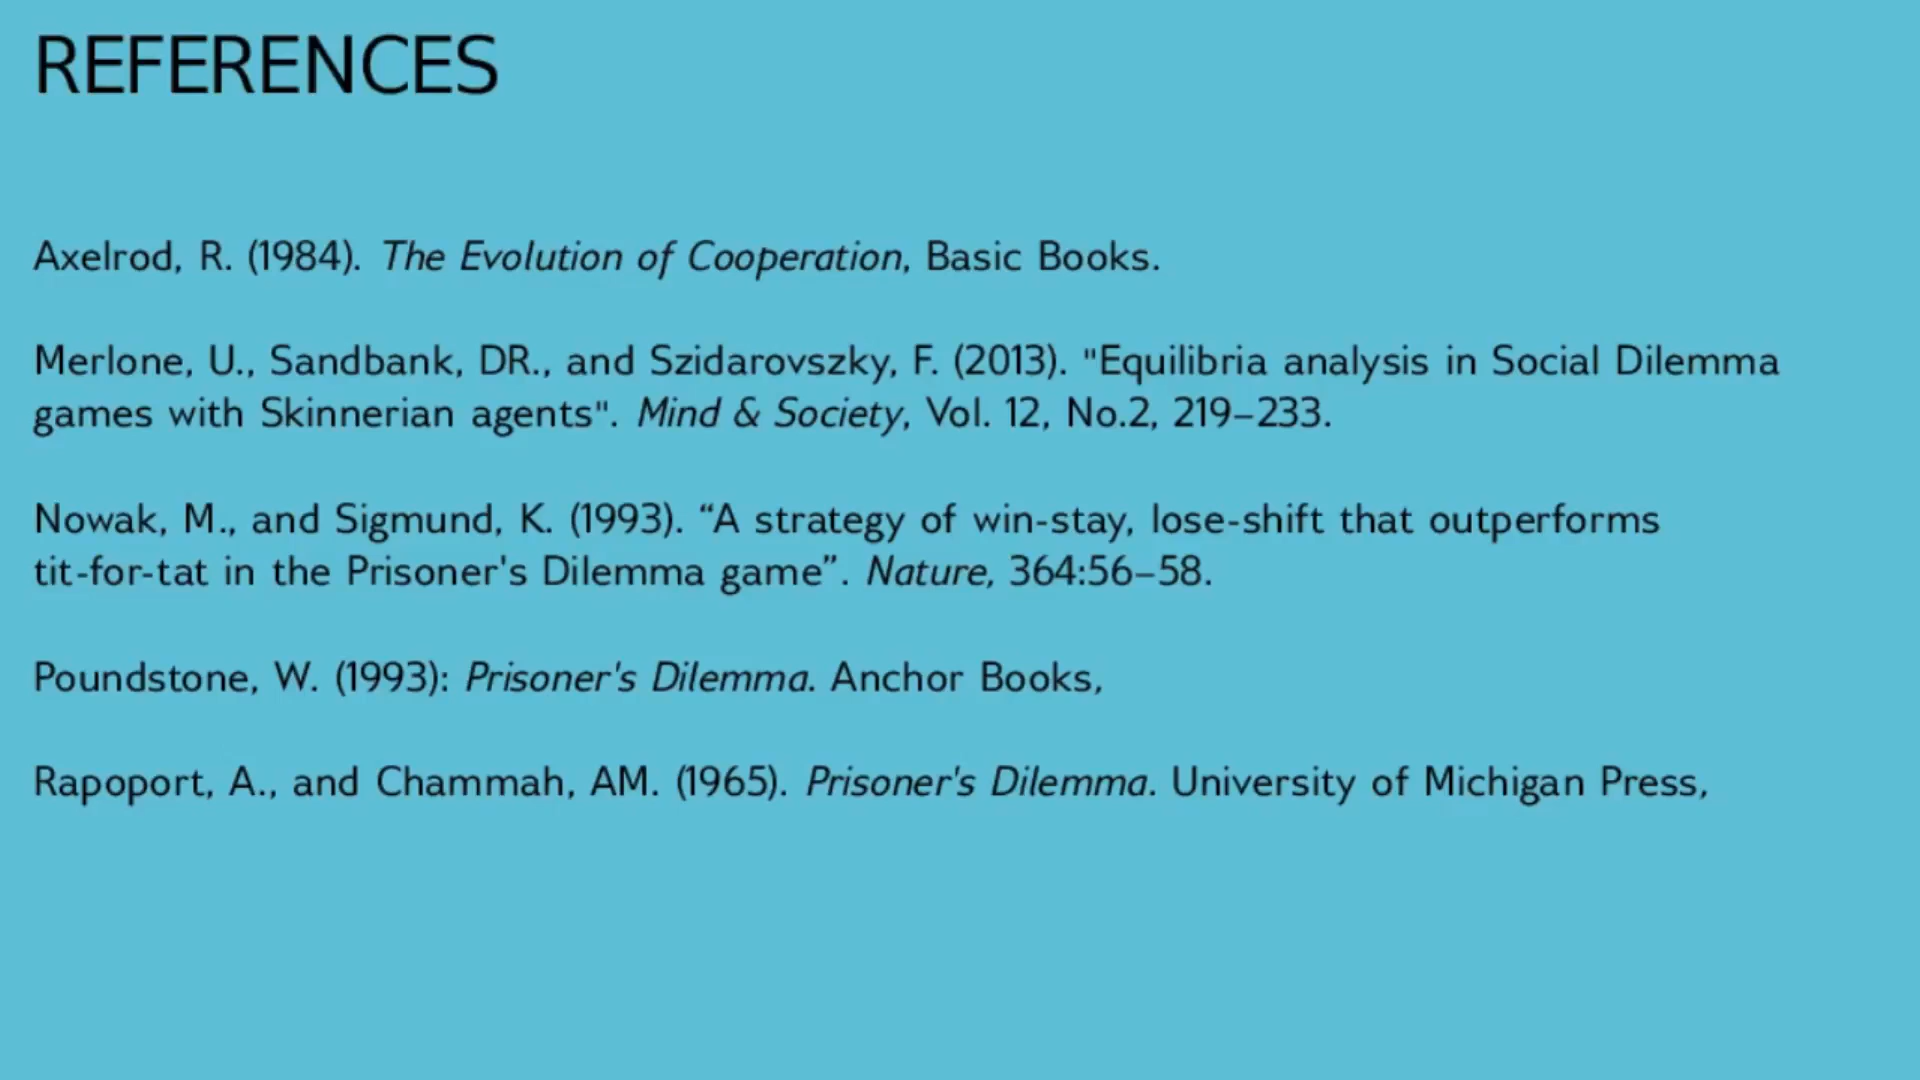 REFERENCES
Axelrod, R. (1984). The Evolution of Cooperation, Basic Books.
Merlone, U., Sandbank, DR., and Szidarovszky, F. (2013). "Equilibria analysis in Social Dilemma
games with Skinnerian agents". Mind & Society, Vol. 12, No.2, 219–233.
Nowak, M., and Sigmund, K. (1993). “A strategy of win-stay, lose-shift that outperforms
tit-for-tat in the Prisoner's Dilemma game”. Nature, 364:56–58.
Poundstone, W. (1993): Prisoner's Dilemma. Anchor Books,
Rapoport, A., and Chammah, AM. (1965). Prisoner's Dilemma. University of Michigan Press,